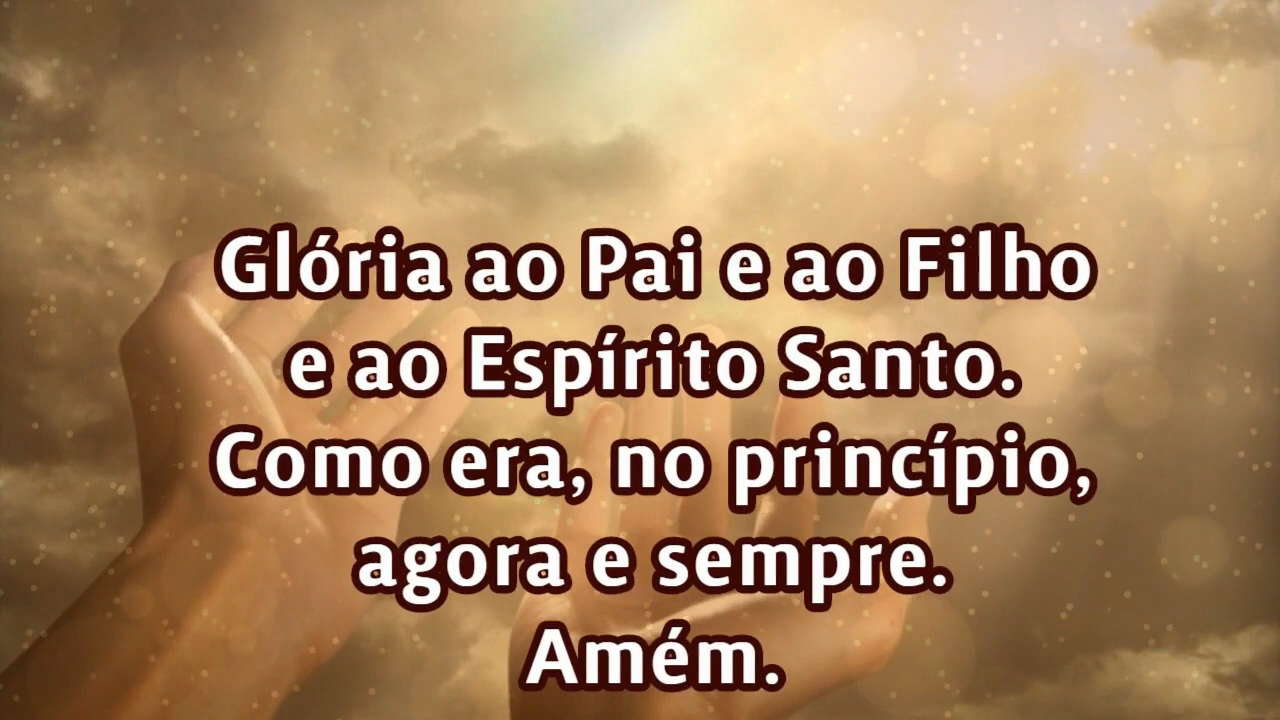 Glória ao Pai e ao Filho
e ao Espírito Santo.
Como era, no princípio,
agora e sempre.
Amém.